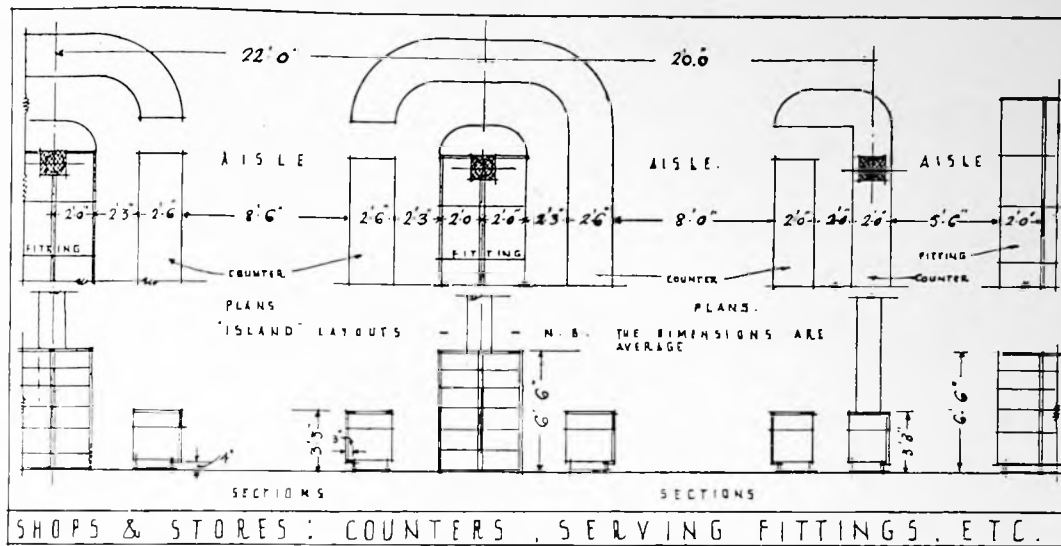 22'0"
20.0
AISLE
AISLE.
AISLE
2'0" 2'3" 2'6" 8'6" 2'6" 2'3" 2'0 2'0" 2'3" 2'6" 8'0" 2'0" 2'0" 2'0" 5'6" 2'0"
FITTING
FITTING
FITTING
COUNTER
COUNTER
COUNTER
PLANS
PLANS.
"ISLAND" LAYOUTS - - N.B. THE DIMENSIONS ARE
AVERAGE
6'6"
6'6"
3'3"
3"
4"
SECTIONS
SECTIONS
SHOPS & STORES: COUNTERS, SERVING FITTINGS, ETC.